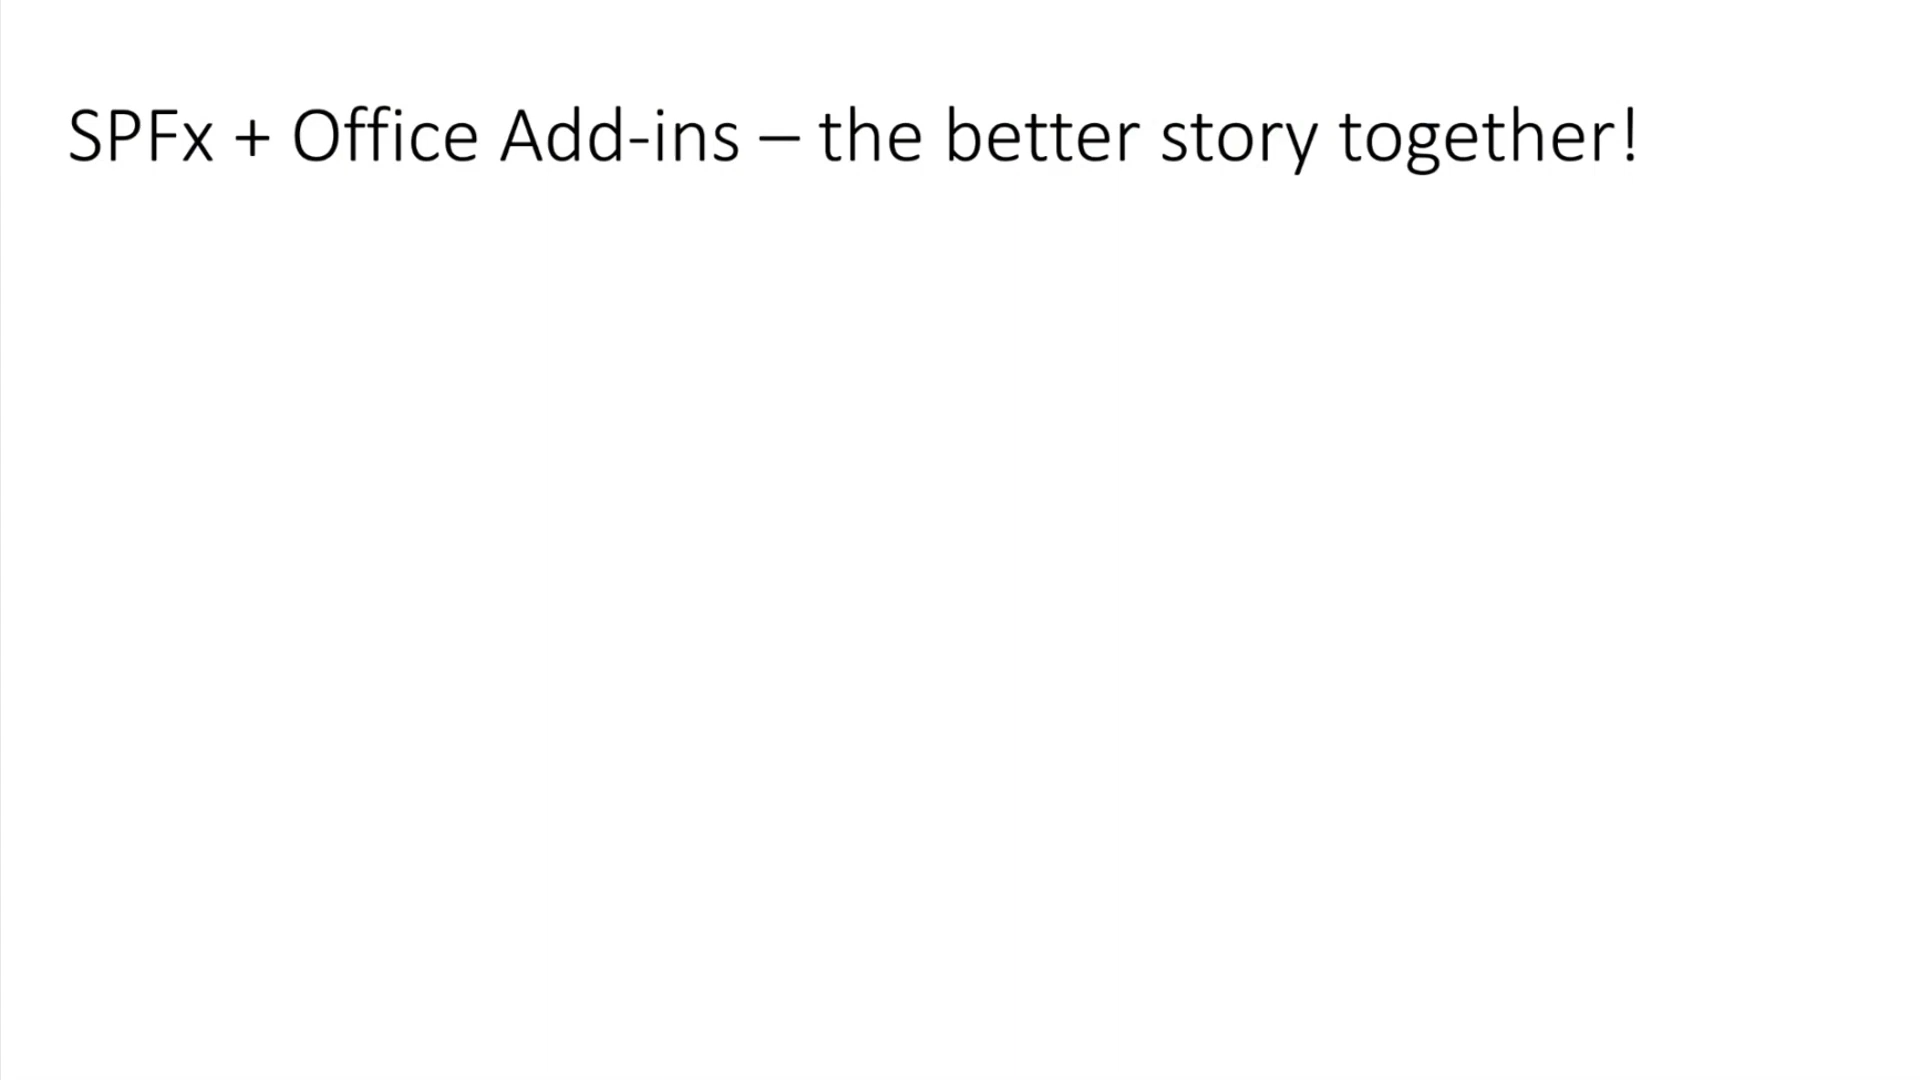 SPFx + Office Add-ins – the better story together!